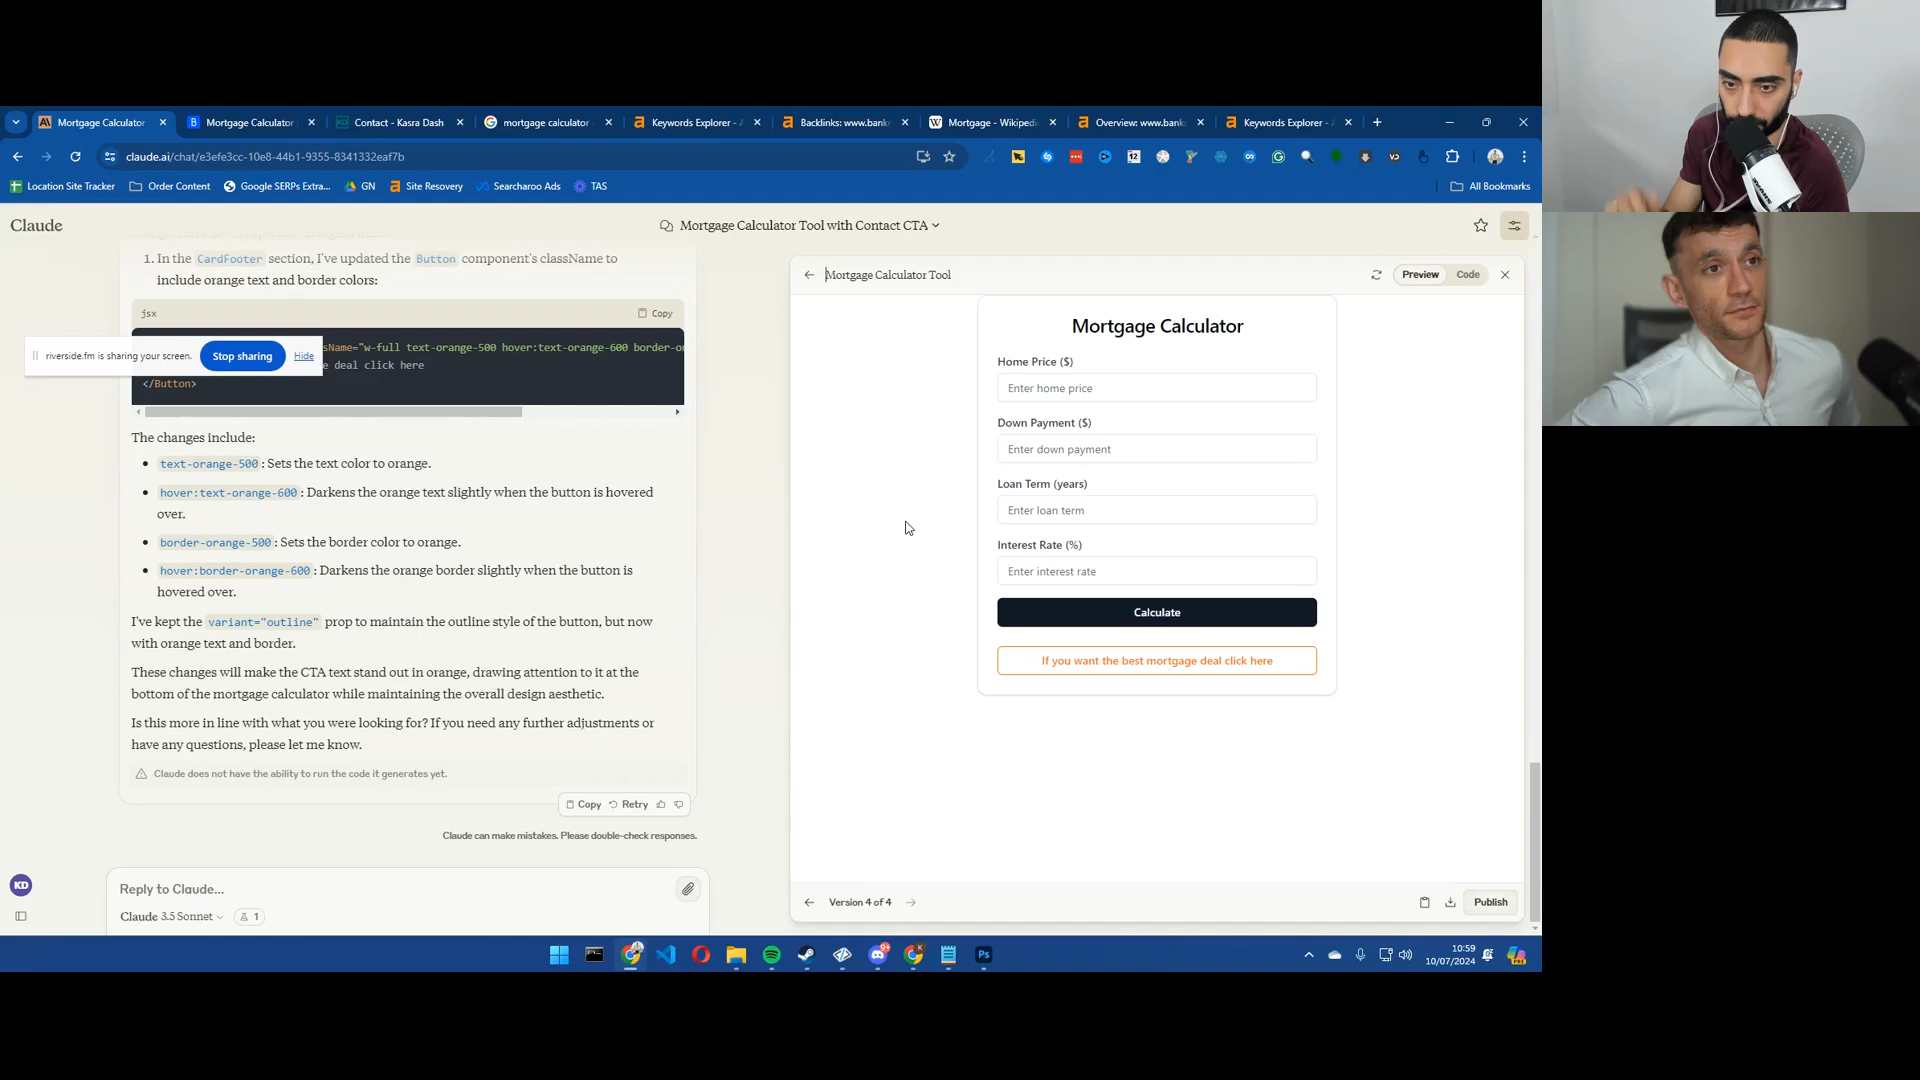 Mortgage Calculator
Mortgage Calculator
Contact - Kasra Dash
mortgage calculator -
Keywords Explorer - A
Backlinks: www.bankr
Mortgage - Wikipedia
Overview: www.bankr
Keywords Explorer - A
claude.ai/chat/e3efe3cc-10e8-44b1-9355-8341332eaf7b
Location Site Tracker
Order Content
Google SERPs Extra...
GN
Site Recovery
Searcharoo Ads
TAS
All Bookmarks
Claude
Mortgage Calculator Tool with Contact CTA
1. In the CardFooter section, I've updated the Button component's className to
include orange text and border colors:
jsx
Copy
sName="w-full text-orange-500 hover:text-orange-600 border-or
e deal click here
</Button>
riverside.fm is sharing your screen.
Stop sharing
Hide
The changes include:
• text-orange-500: Sets the text color to orange.
• hover:text-orange-600: Darkens the orange text slightly when the button is hovered
over.
• border-orange-500: Sets the border color to orange.
• hover:border-orange-600: Darkens the orange border slightly when the button is
hovered over.
I've kept the variant="outline" prop to maintain the outline style of the button, but now
with orange text and border.
These changes will make the CTA text stand out in orange, drawing attention to it at the
bottom of the mortgage calculator while maintaining the overall design aesthetic.
Is this more in line with what you were looking for? If you need any further adjustments or
have any questions, please let me know.
Claude does not have the ability to run the code it generates yet.
Copy
Retry
Claude can make mistakes. Please double-check responses.
KD
Reply to Claude...
Claude 3.5 Sonnet
1
Mortgage Calculator Tool
Preview
Code
Mortgage Calculator
Home Price ($)
Enter home price
Down Payment ($)
Enter down payment
Loan Term (years)
Enter loan term
Interest Rate (%)
Enter interest rate
Calculate
If you want the best mortgage deal click here
Version 4 of 4
Publish
10:59
10/07/2024